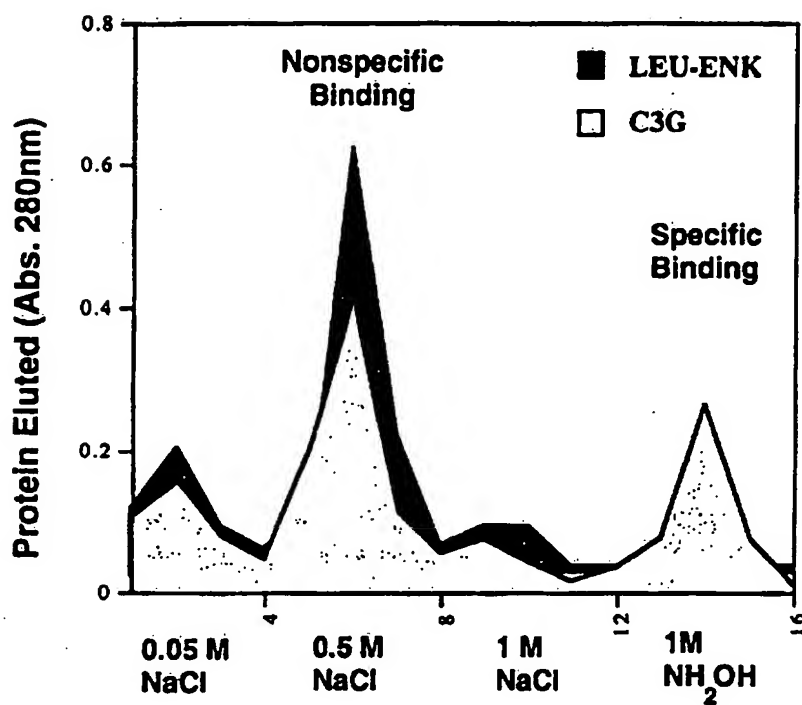 Protein Eluted (Abs. 280nm)
0.8
0.6
0.4
0.2
0
Nonspecific
Binding
LEU-ENK
C3G
Specific
Binding
4
8
12
16
0.05 M
NaCl
0.5 M
NaCl
1 M
NaCl
1M
NH₂OH